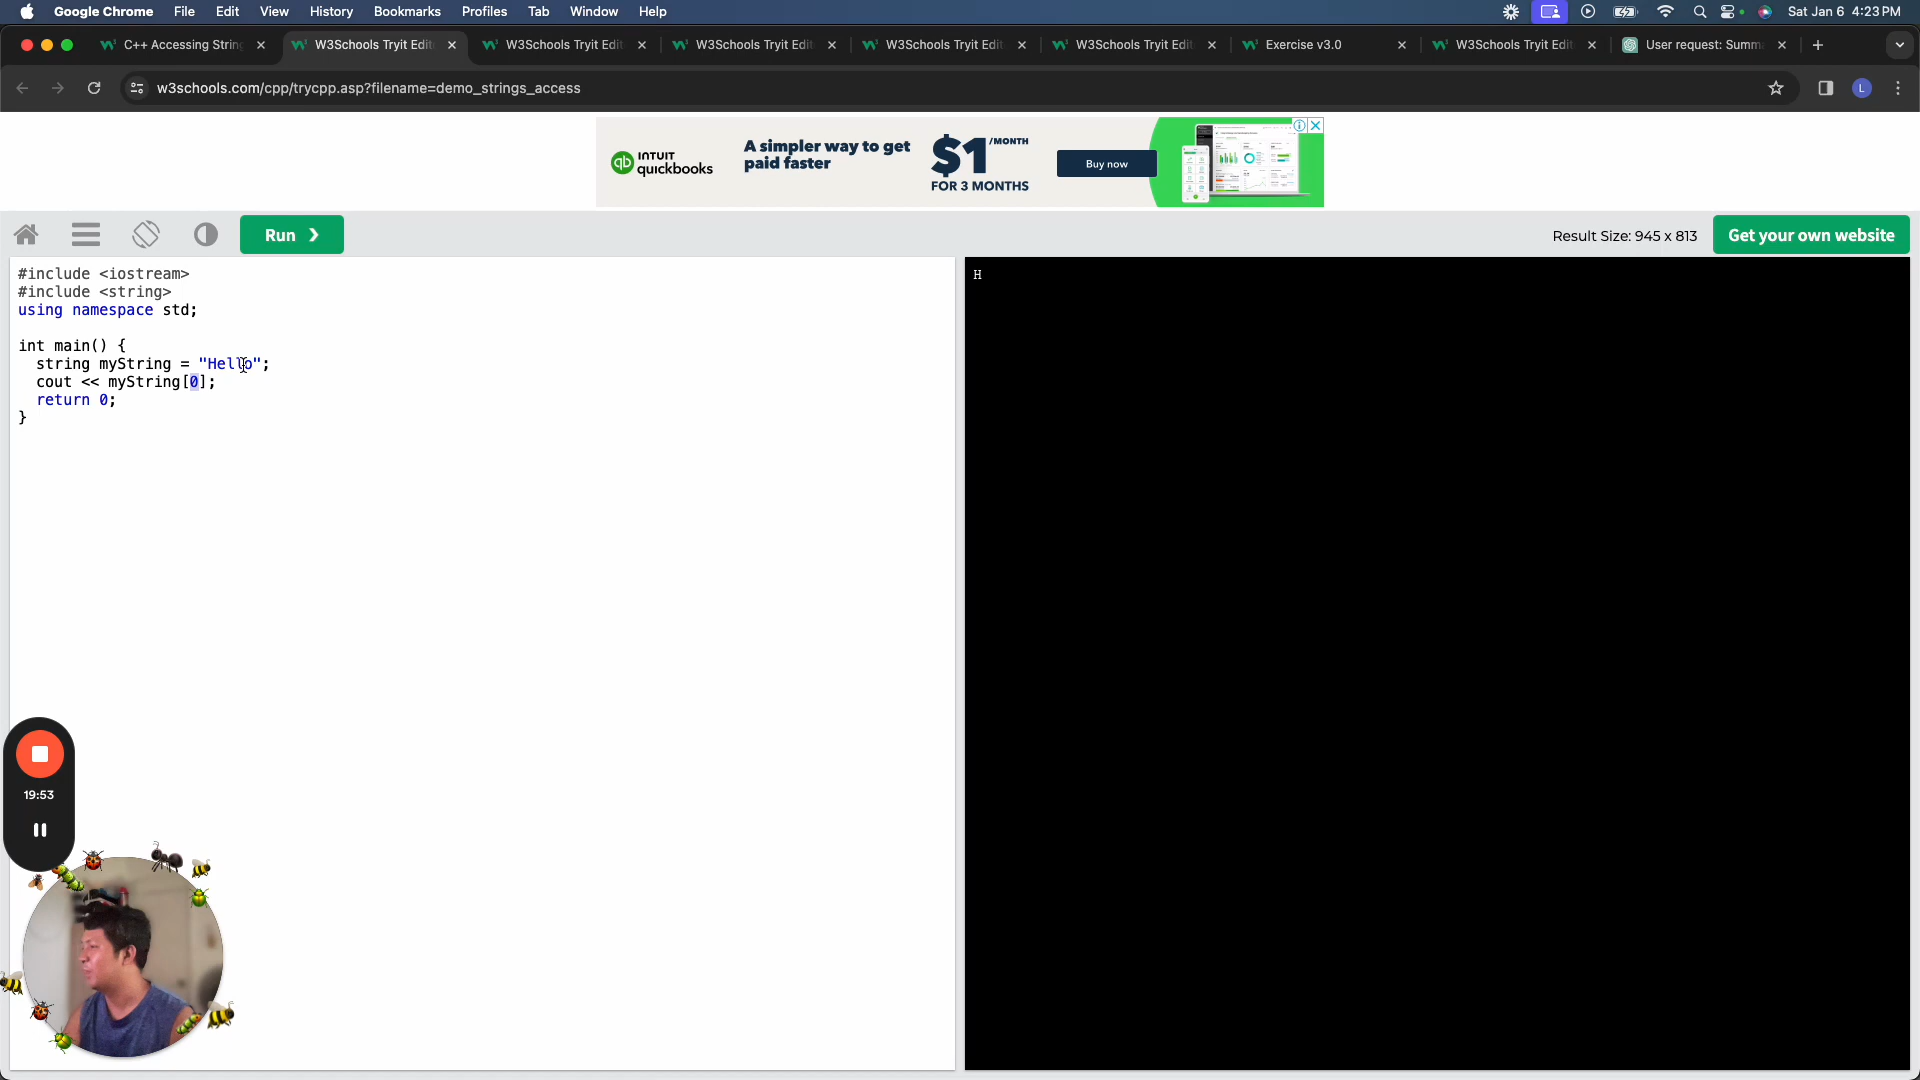 Google Chrome File Edit View History Bookmarks Profiles Tab Window Help Sat Jan 6 4:23 PM
C++ Accessing String W3Schools Tryit Edit W3Schools Tryit Edit W3Schools Tryit Edit W3Schools Tryit Edit W3Schools Tryit Edit Exercise v3.0 W3Schools Tryit Edit User request: Summ
w3schools.com/cpp/trycpp.asp?filename=demo_strings_access L
INTUIT
quickbooks
A simpler way to get
paid faster
$1 /MONTH
FOR 3 MONTHS
Buy now
Run ❯
Result Size: 945 x 813
Get your own website
#include <iostream>
#include <string>
using namespace std;
int main() {
string myString = "Hello";
cout << myString[0];
return 0;
}
H
19:53